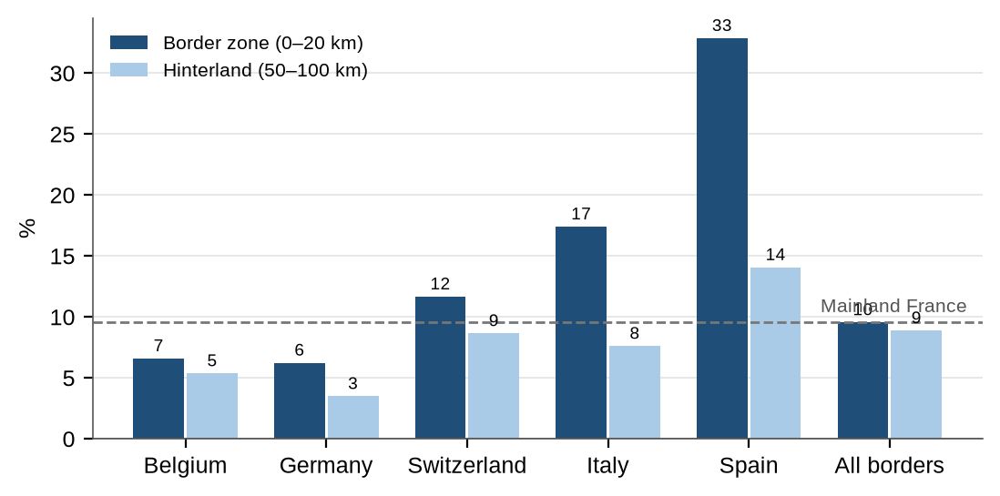 Border zone (0–20 km)
Hinterland (50–100 km)
%
30
25
20
15
10
5
0
7
5
6
3
12
9
17
8
33
14
Mainland France
10
9
Belgium
Germany
Switzerland
Italy
Spain
All borders